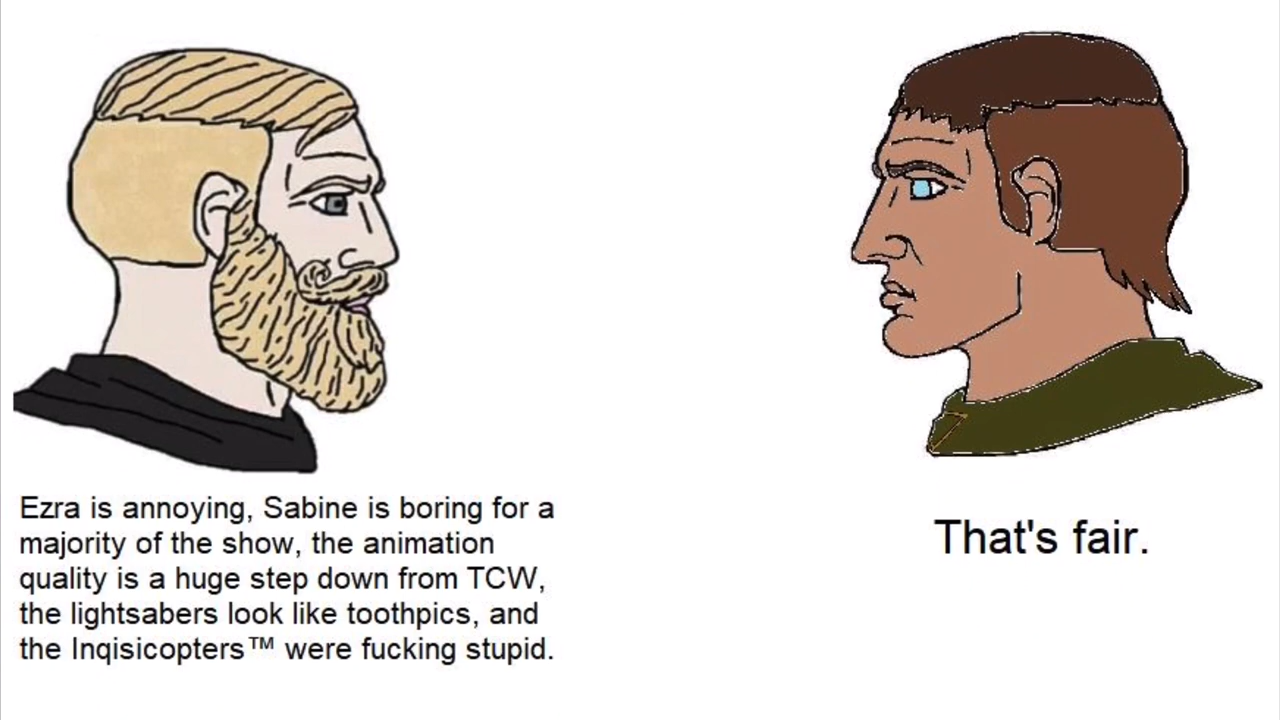 Ezra is annoying, Sabine is boring for a
majority of the show, the animation
quality is a huge step down from TCW,
the lightsabers look like toothpics, and
the Inqisicopters™ were fucking stupid.
That's fair.